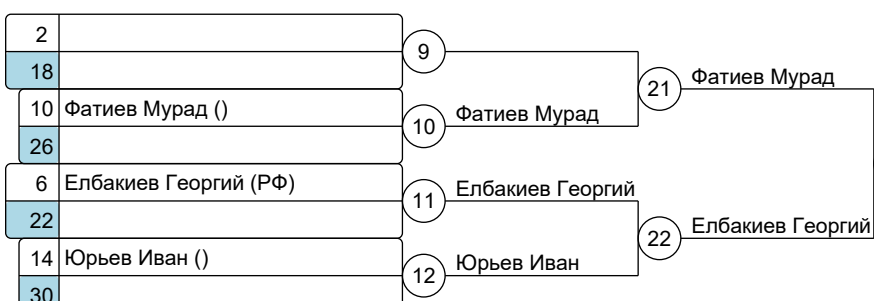 2
9
18
21
Фатиев Мурад
10 Фатиев Мурад ()
10
Фатиев Мурад
26
6 Елбакиев Георгий (РФ)
11
Елбакиев Георгий
22
22
Елбакиев Георгий
14 Юрьев Иван ()
12
Юрьев Иван
30